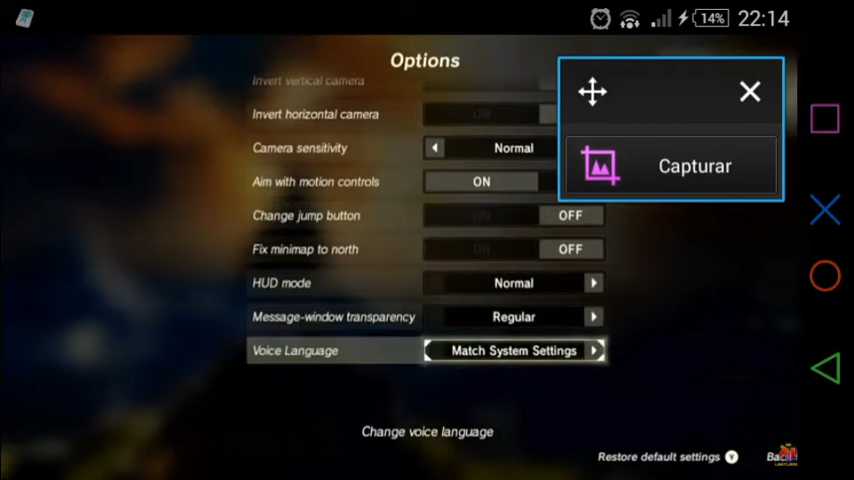 14% 22:14
Options
Invert vertical camera
Invert horizontal camera ON
Camera sensitivity Normal
Capturar
Aim with motion controls ON
Change jump button ON OFF
Fix minimap to north ON OFF
HUD mode Normal
Message-window transparency Regular
Voice Language Match System Settings
Change voice language
Restore default settings Y